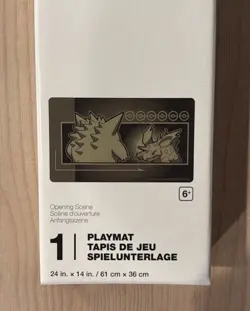 6+
Opening Scene
Scène d'ouverture
Anfangsszene
1 PLAYMAT
TAPIS DE JEU
SPIELUNTERLAGE
24 in. × 14 in. / 61 cm × 36 cm